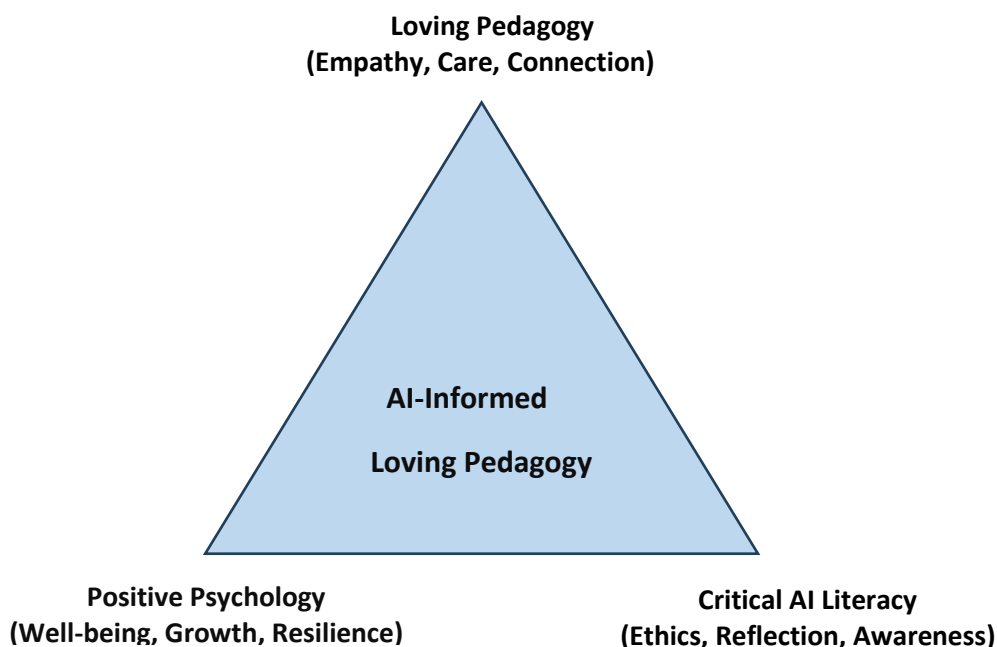 Loving Pedagogy
(Empathy, Care, Connection)
AI-Informed
Loving Pedagogy
Positive Psychology
(Well-being, Growth, Resilience)
Critical AI Literacy
(Ethics, Reflection, Awareness)